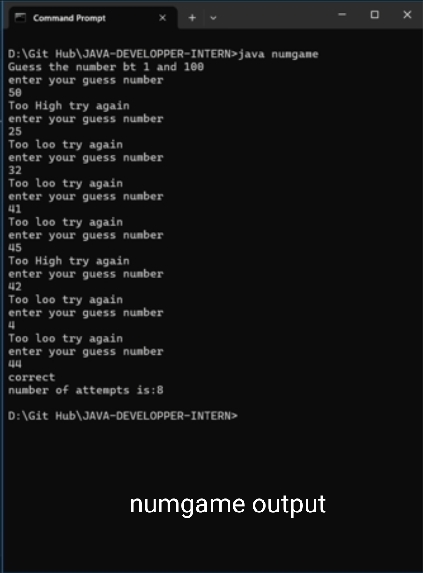 Command Prompt
D:\Git Hub\JAVA-DEVELOPPER-INTERN>java numgame
Guess the number bt 1 and 100
enter your guess number
50
Too High try again
enter your guess number
25
Too loo try again
enter your guess number
32
Too loo try again
enter your guess number
41
Too loo try again
enter your guess number
45
Too High try again
enter your guess number
42
Too loo try again
enter your guess number
4
Too loo try again
enter your guess number
44
correct
number of attempts is:8
D:\Git Hub\JAVA-DEVELOPPER-INTERN>
numgame output